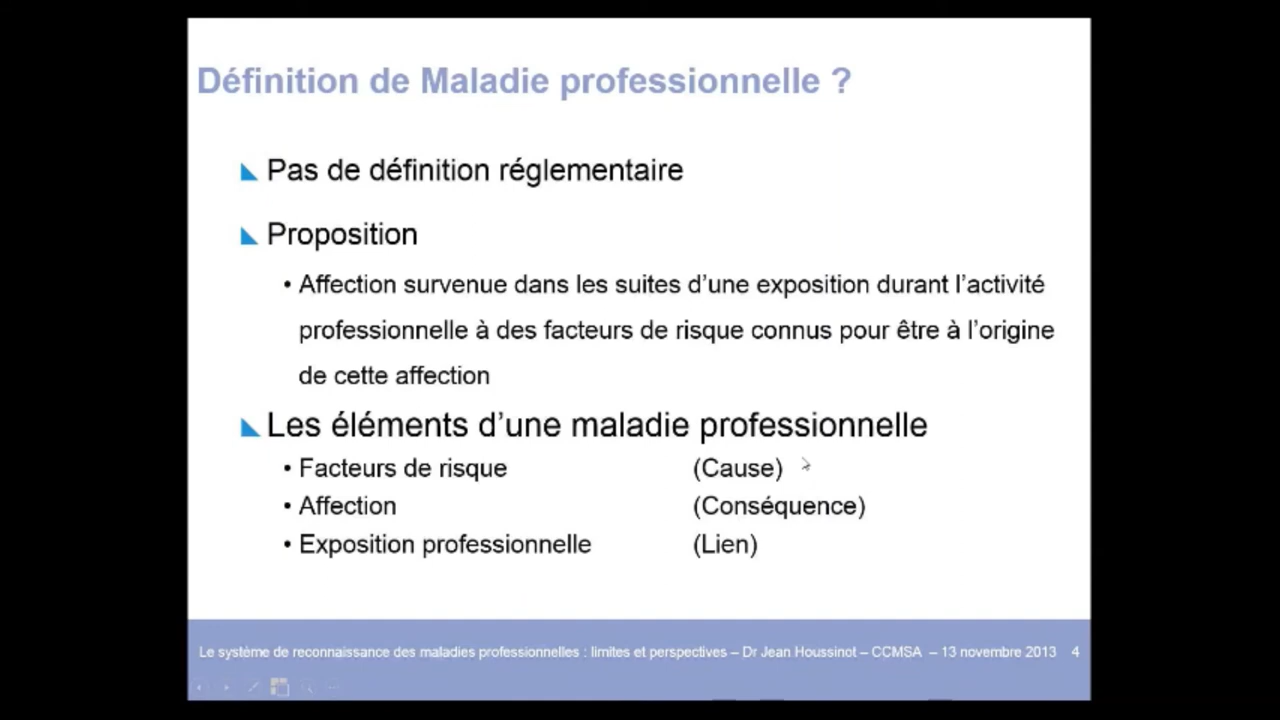 Définition de Maladie professionnelle ?
Pas de définition réglementaire
Proposition
• Affection survenue dans les suites d’une exposition durant l’activité
professionnelle à des facteurs de risque connus pour être à l’origine
de cette affection
Les éléments d’une maladie professionnelle
• Facteurs de risque (Cause)
• Affection (Conséquence)
• Exposition professionnelle (Lien)
Le système de reconnaissance des maladies professionnelles : limites et perspectives – Dr Jean Houssinot – CCMSA – 13 novembre 2013 4